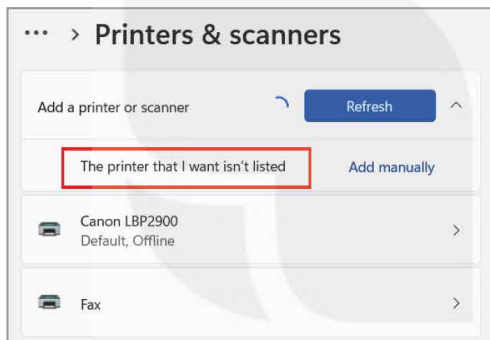 ... > Printers & scanners
Add a printer or scanner Refresh
The printer that I want isn't listed Add manually
Canon LBP2900
Default, Offline
Fax